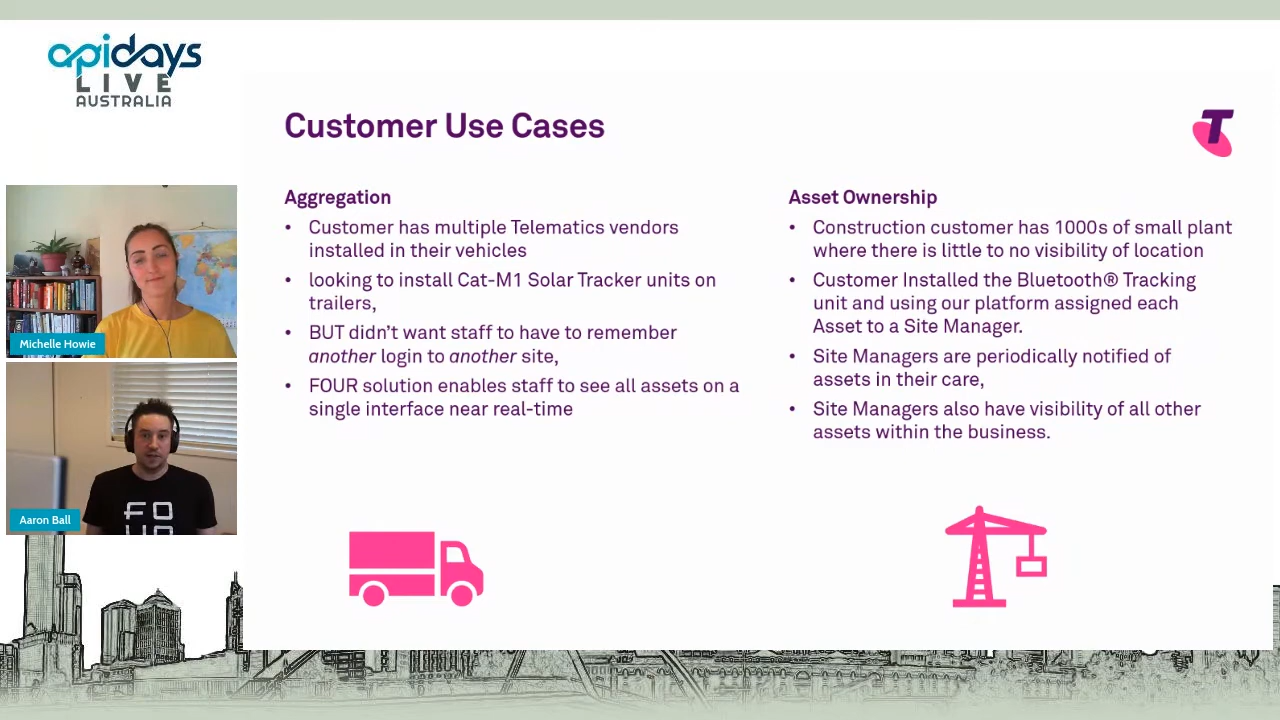 apidays
LIVE
AUSTRALIA
Customer Use Cases
T
Aggregation
• Customer has multiple Telematics vendors
installed in their vehicles
• looking to install Cat-M1 Solar Tracker units on
trailers,
• BUT didn't want staff to have to remember
another login to another site,
• FOUR solution enables staff to see all assets on a
single interface near real-time
Asset Ownership
• Construction customer has 1000s of small plant
where there is little to no visibility of location
• Customer Installed the Bluetooth® Tracking
unit and using our platform assigned each
Asset to a Site Manager.
• Site Managers are periodically notified of
assets in their care,
• Site Managers also have visibility of all other
assets within the business.
Michelle Howie
FO
Aaron Ball